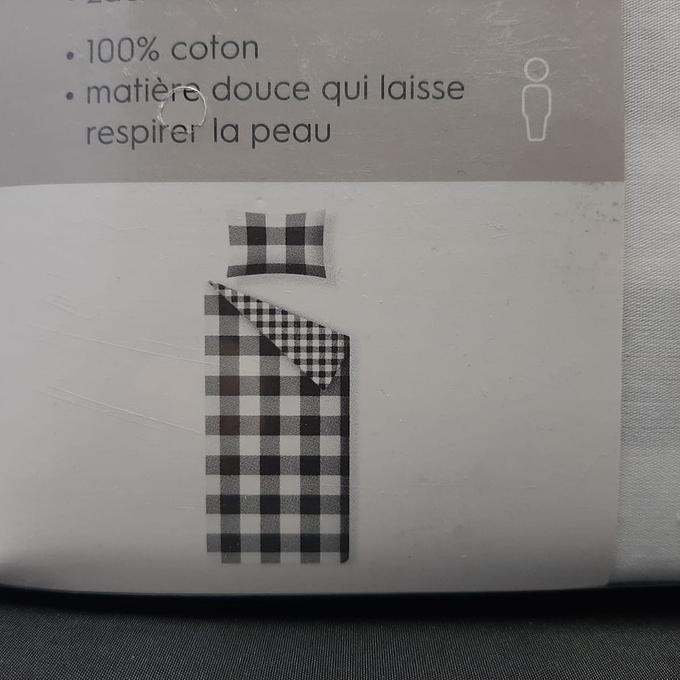 • 100% coton
• matière douce qui laisse
respirer la peau